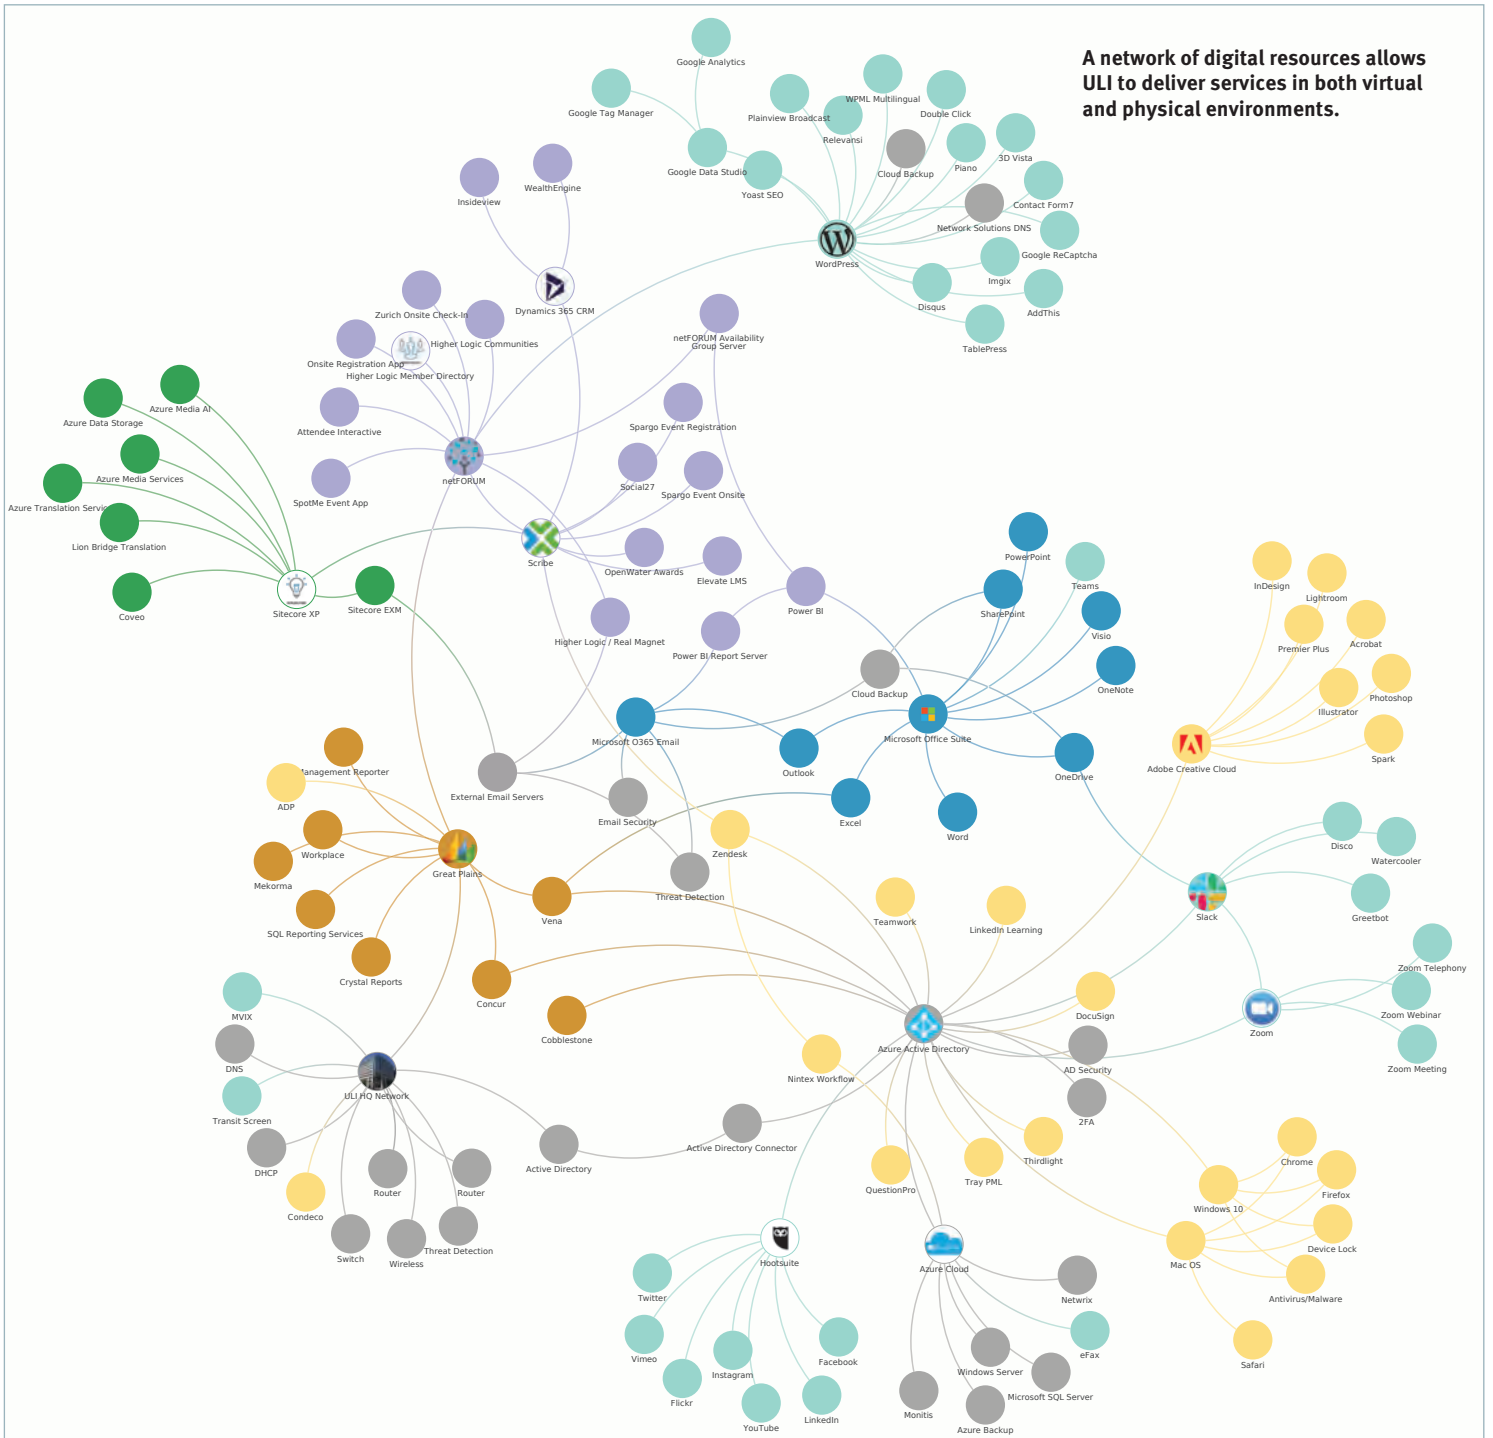 A network of digital resources allows
ULI to deliver services in both virtual
and physical environments.
Google Analytics
Google Tag Manager
Plainview Broadcast
WPML Multilingual
Double Click
Relevansi
Cloud Backup
Piano
3D Vista
Google Data Studio
Yoast SEO
Contact Form7
Network Solutions DNS
Google ReCaptcha
WordPress
Imgix
Disqus
AddThis
TablePress
WealthEngine
Insideview
Dynamics 365 CRM
Zurich Onsite Check-In
Higher Logic Communities
netFORUM Availability
Group Server
Onsite Registration App
Higher Logic Member Directory
Azure Media AI
Azure Data Storage
Attendee Interactive
Spargo Event Registration
Azure Media Services
netFORUM
Social27
Spargo Event Onsite
SpotMe Event App
Azure Translation Servic
Lion Bridge Translation
Scribe
OpenWater Awards
Elevate LMS
PowerPoint
Teams
InDesign
Lightroom
Coveo
Sitecore XP
Sitecore EXM
Power BI
SharePoint
Visio
Higher Logic / Real Magnet
Power BI Report Server
Premier Plus
Acrobat
Cloud Backup
OneNote
Illustrator
Photoshop
Microsoft O365 Email
Microsoft Office Suite
Outlook
OneDrive
Adobe Creative Cloud
Spark
Management Reporter
ADP
External Email Servers
Email Security
Excel
Word
Zendesk
Disco
Watercooler
Workplace
Mekorma
Great Plains
Threat Detection
Vena
Teamwork
LinkedIn Learning
Slack
Greetbot
SQL Reporting Services
Crystal Reports
Concur
Zoom Telephony
MVIX
Cobblestone
Azure Active Directory
DocuSign
Zoom
Zoom Webinar
DNS
AD Security
Zoom Meeting
Nintex Workflow
ULI HQ Network
Transit Screen
2FA
DHCP
Active Directory
Active Directory Connector
Router
Router
QuestionPro
Tray PML
Thirdlight
Chrome
Firefox
Condeco
Windows 10
Switch
Wireless
Threat Detection
Hootsuite
Azure Cloud
Mac OS
Device Lock
Twitter
Netrix
Antivirus/Malware
Vimeo
Instagram
Facebook
Windows Server
eFax
Safari
Flickr
YouTube
LinkedIn
Monitis
Azure Backup
Microsoft SQL Server